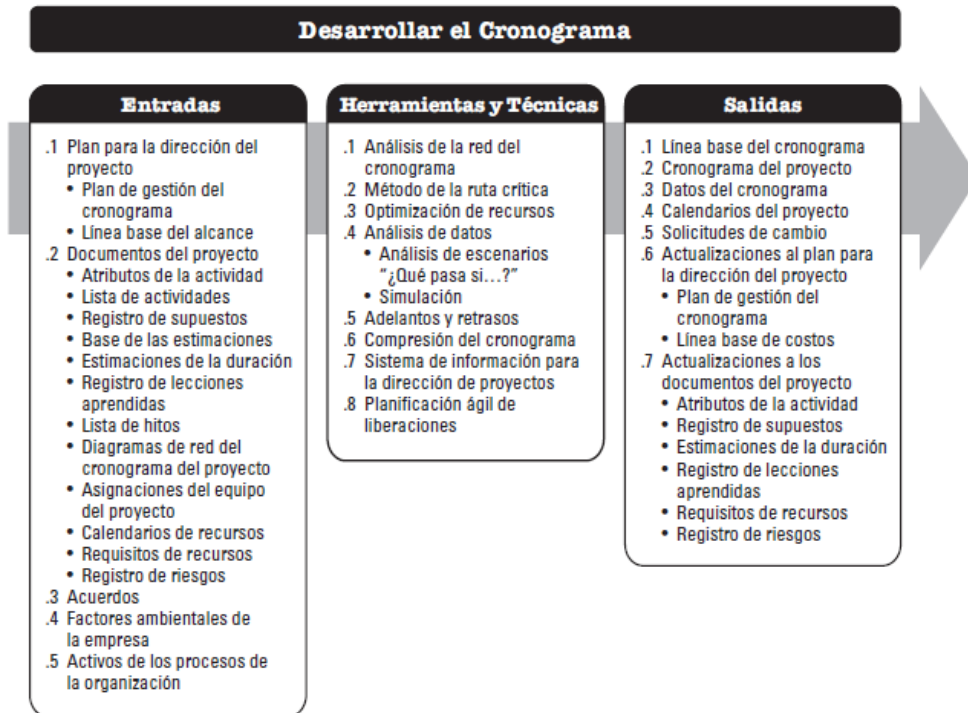 Desarrollar el Cronograma
Entradas
.1 Plan para la dirección del
proyecto
• Plan de gestión del
cronograma
• Línea base del alcance
.2 Documentos del proyecto
• Atributos de la actividad
• Lista de actividades
• Registro de supuestos
• Base de las estimaciones
• Estimaciones de la duración
• Registro de lecciones
aprendidas
• Lista de hitos
• Diagramas de red del
cronograma del proyecto
• Asignaciones del equipo
del proyecto
• Calendarios de recursos
• Requisitos de recursos
• Registro de riesgos
.3 Acuerdos
.4 Factores ambientales de
la empresa
.5 Activos de los procesos de
la organización
Herramientas y Técnicas
.1 Análisis de la red del
cronograma
.2 Método de la ruta crítica
.3 Optimización de recursos
.4 Análisis de datos
• Análisis de escenarios
"¿Qué pasa si...?"
• Simulación
.5 Adelantos y retrasos
.6 Compresión del cronograma
.7 Sistema de información para
la dirección de proyectos
.8 Planificación ágil de
liberaciones
Salidas
.1 Línea base del cronograma
.2 Cronograma del proyecto
.3 Datos del cronograma
.4 Calendarios del proyecto
.5 Solicitudes de cambio
.6 Actualizaciones al plan para
la dirección del proyecto
• Plan de gestión del
cronograma
• Línea base de costos
.7 Actualizaciones a los
documentos del proyecto
• Atributos de la actividad
• Registro de supuestos
• Estimaciones de la duración
• Registro de lecciones
aprendidas
• Requisitos de recursos
• Registro de riesgos